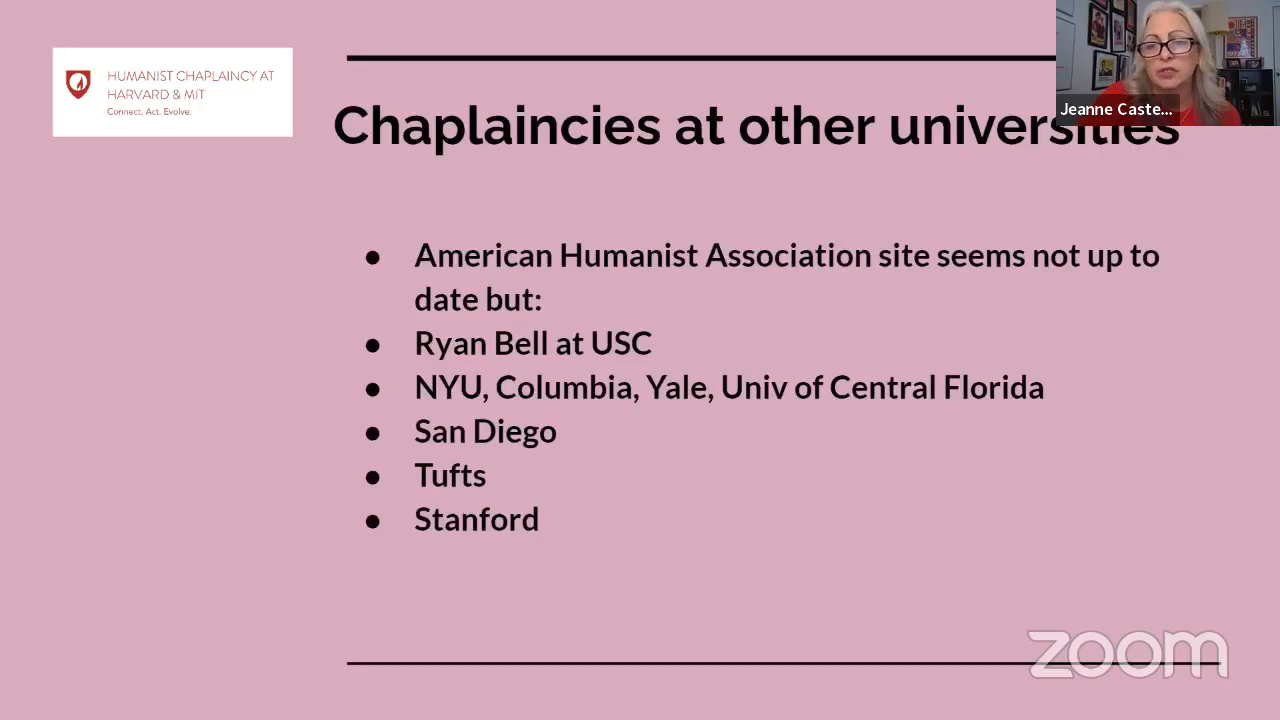 HUMANIST CHAPLAINCY AT
HARVARD & MIT
Connect. Act. Evolve.
Jeanne Caste...
Chaplaincies at other universities
● American Humanist Association site seems not up to
date but:
● Ryan Bell at USC
● NYU, Columbia, Yale, Univ of Central Florida
● San Diego
● Tufts
● Stanford
zoom